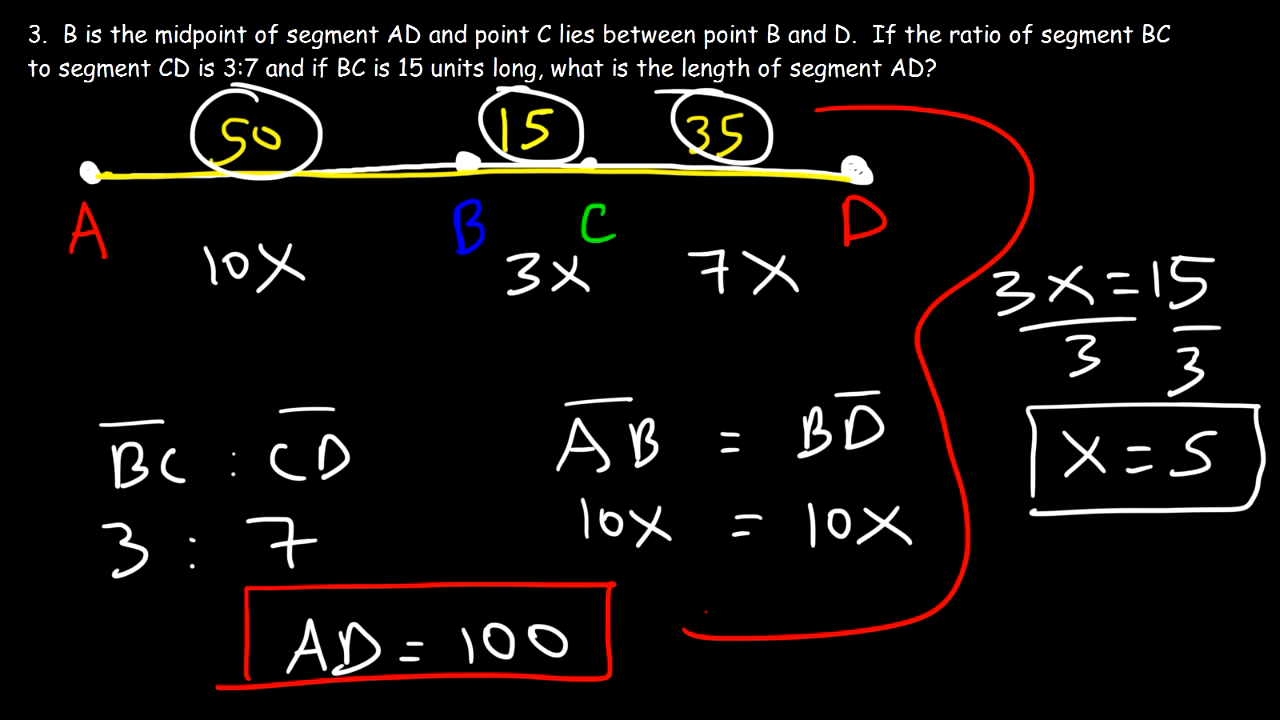 3. B is the midpoint of segment AD and point C lies between point B and D. If the ratio of segment BC
to segment CD is 3:7 and if BC is 15 units long, what is the length of segment AD?
50 15 35
A B C D
10X 3X 7X
3X = 15
3 3
X = 5
BC : CD
3 : 7
AB = BD
10X = 10X
AD = 100